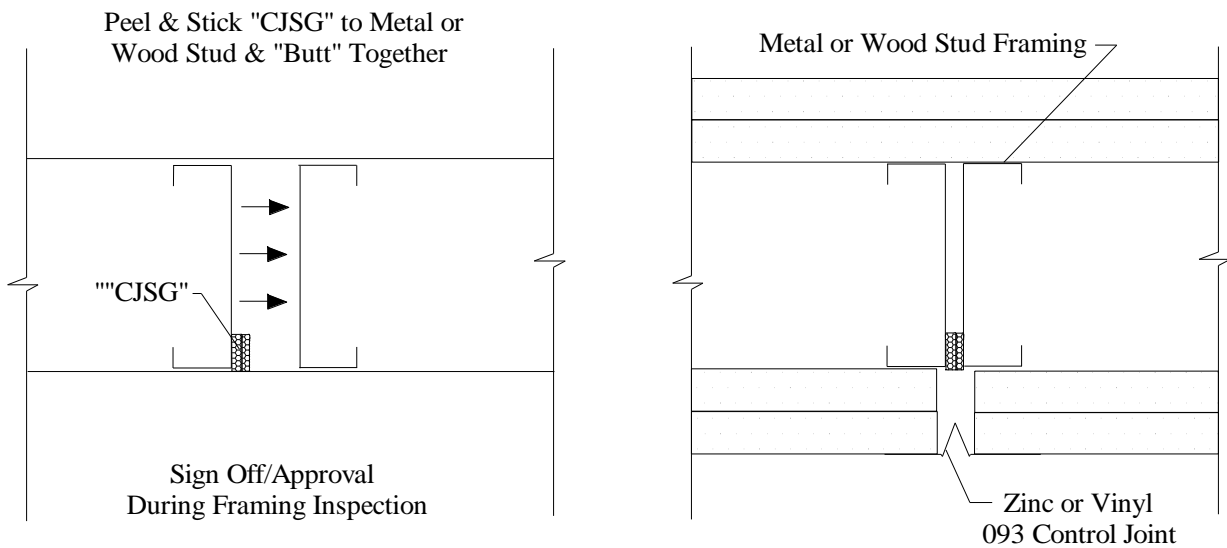 Peel & Stick "CJSG" to Metal or
Wood Stud & "Butt" Together
""CJSG"
Sign Off/Approval
During Framing Inspection
Metal or Wood Stud Framing
Zinc or Vinyl
093 Control Joint